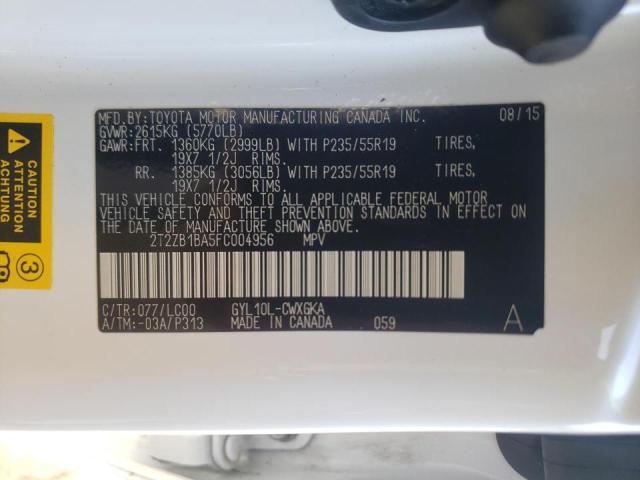 MFD.BY:TOYOTA MOTOR MANUFACTURING CANADA INC. 08/15
GVWR:2615KG (5770LB)
GAWR:FRT. 1360KG (2999LB) WITH P235/55R19 TIRES,
19X7 1/2J RIMS.
RR. 1385KG (3056LB) WITH P235/55R19 TIRES,
19X7 1/2J RIMS.
THIS VEHICLE CONFORMS TO ALL APPLICABLE FEDERAL MOTOR
VEHICLE SAFETY AND THEFT PREVENTION STANDARDS IN EFFECT ON
THE DATE OF MANUFACTURE SHOWN ABOVE.
2T2ZB1BA5FC004956 MPV
C/TR:077/LC00 GYL10L-CWXGKA
A/TM:-03A/P313 MADE IN CANADA 059 A
CAUTION
ATTENTION
ACHTUNG
3